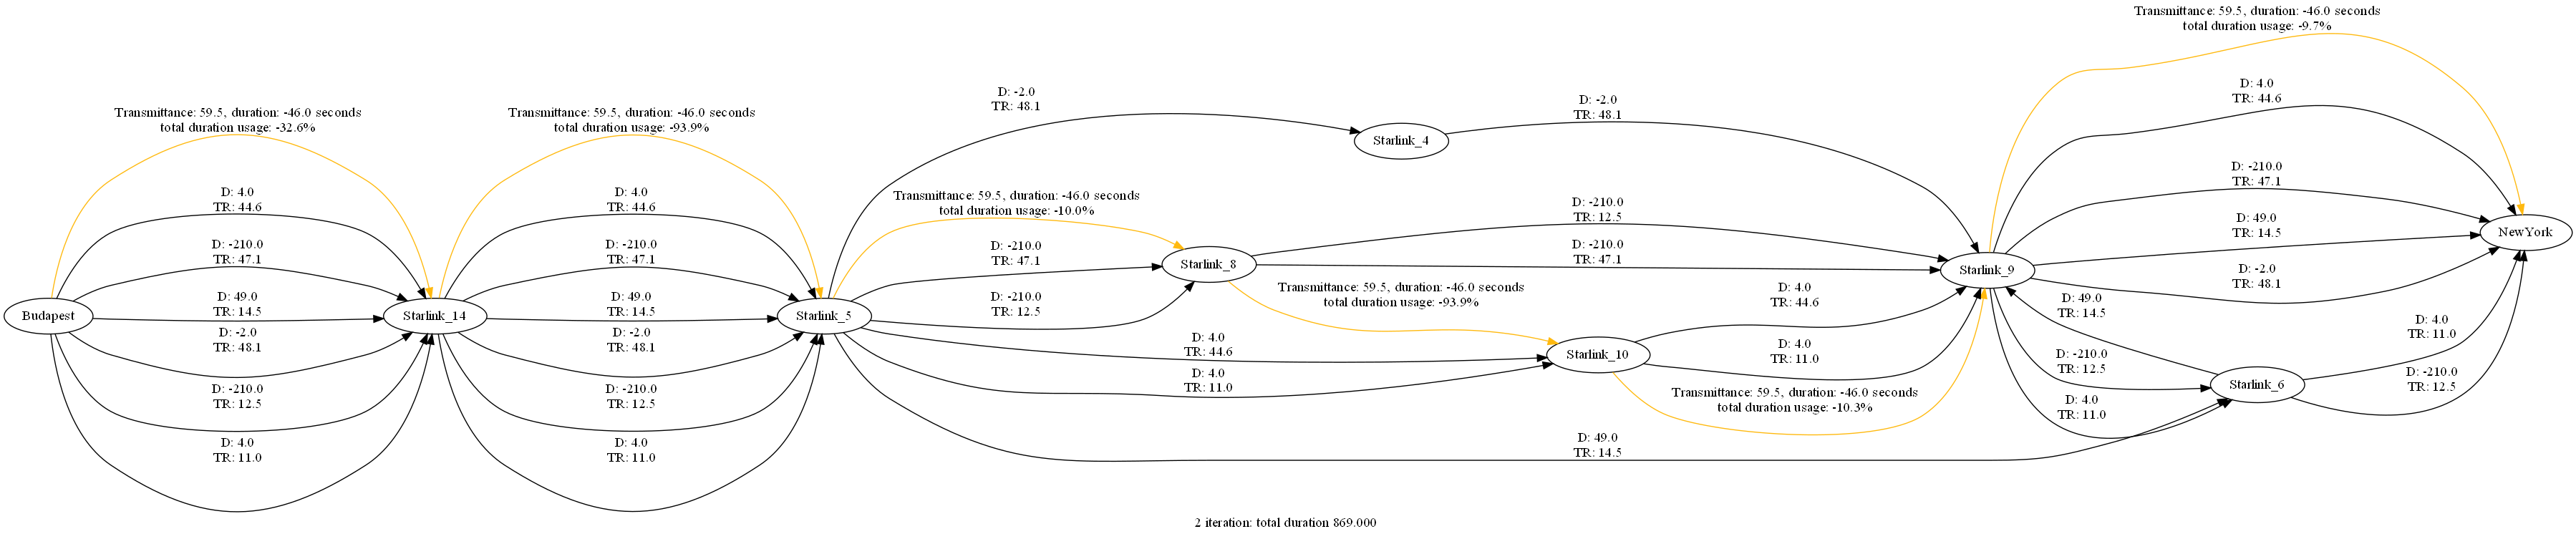 Transmittance: 59.5, duration: -46.0 seconds
total duration usage: -9.7%
D: 4.0
TR: 44.6
D: -2.0
TR: 48.1
D: -2.0
TR: 48.1
Transmittance: 59.5, duration: -46.0 seconds
total duration usage: -32.6%
Transmittance: 59.5, duration: -46.0 seconds
total duration usage: -93.9%
Starlink_4
D: -210.0
TR: 47.1
D: 4.0
TR: 44.6
D: 4.0
TR: 44.6
Transmittance: 59.5, duration: -46.0 seconds
total duration usage: -10.0%
D: -210.0
TR: 12.5
D: 49.0
TR: 14.5
NewYork
D: -210.0
TR: 47.1
D: -210.0
TR: 47.1
D: -210.0
TR: 47.1
D: -210.0
TR: 47.1
Starlink_8
Starlink_9
D: -2.0
TR: 48.1
Transmittance: 59.5, duration: -46.0 seconds
total duration usage: -93.9%
D: 4.0
TR: 44.6
D: 49.0
TR: 14.5
D: 49.0
TR: 14.5
D: 49.0
TR: 14.5
D: -210.0
TR: 12.5
Budapest
Starlink_14
Starlink_5
D: 4.0
TR: 11.0
D: -2.0
TR: 48.1
D: -2.0
TR: 48.1
D: 4.0
TR: 44.6
Starlink_10
D: 4.0
TR: 11.0
D: -210.0
TR: 12.5
D: 4.0
TR: 11.0
D: -210.0
TR: 12.5
Starlink_6
D: -210.0
TR: 12.5
D: -210.0
TR: 12.5
Transmittance: 59.5, duration: -46.0 seconds
total duration usage: -10.3%
D: 4.0
TR: 11.0
D: 4.0
TR: 11.0
D: 4.0
TR: 11.0
D: 49.0
TR: 14.5
2 iteration: total duration 869.000